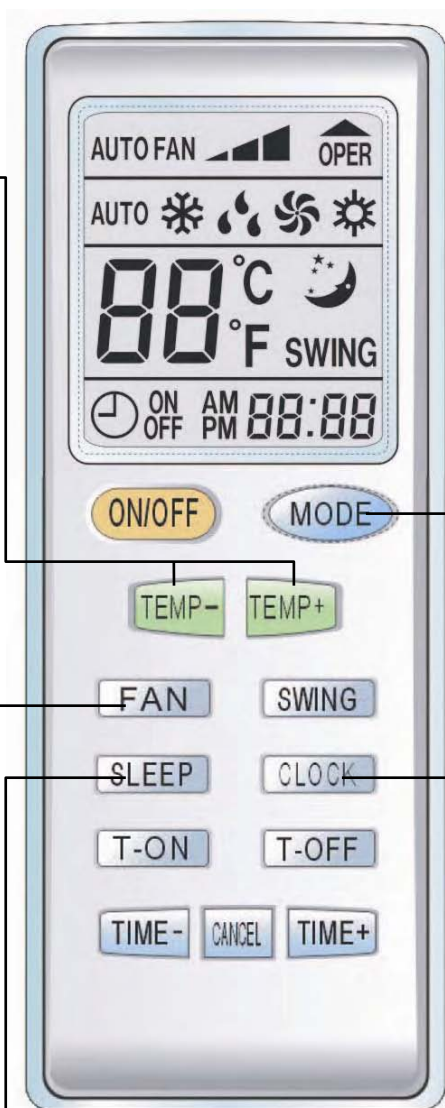 AUTO FAN OPER
AUTO
88 °C
°F SWING
ON AM 88:88
OFF PM
ON/OFF MODE
TEMP- TEMP+
FAN SWING
SLEEP CLOCK
T-ON T-OFF
TIME- CANCEL TIME+